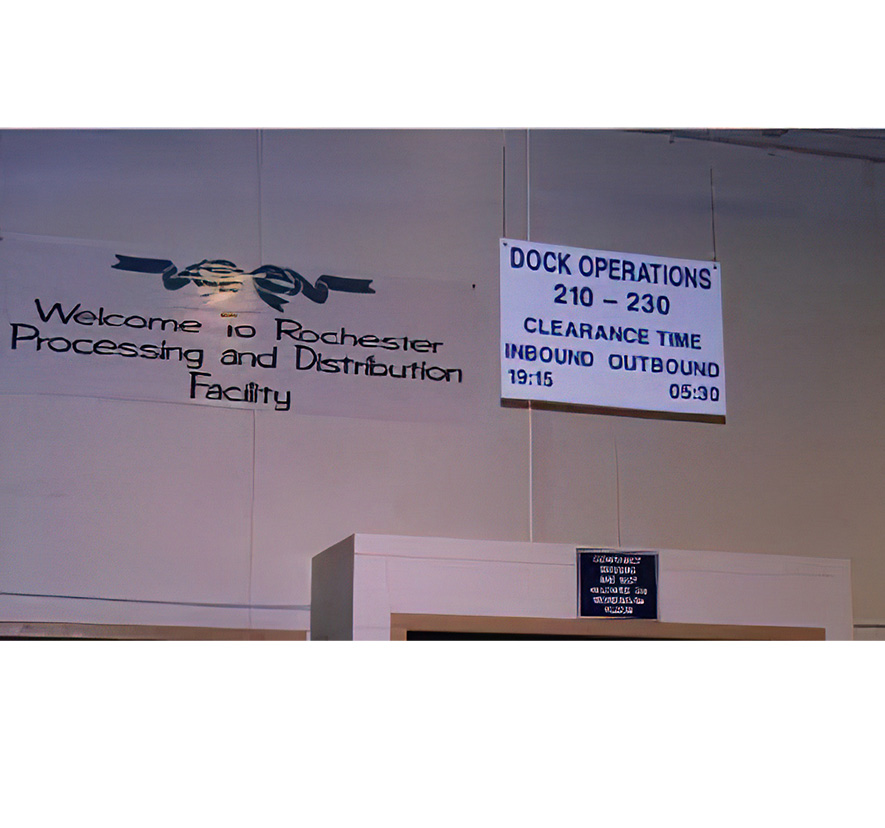 Welcome to Rochester
Processing and Distribution
Facility
DOCK OPERATIONS
210 – 230
CLEARANCE TIME
INBOUND OUTBOUND
19:15
05:30